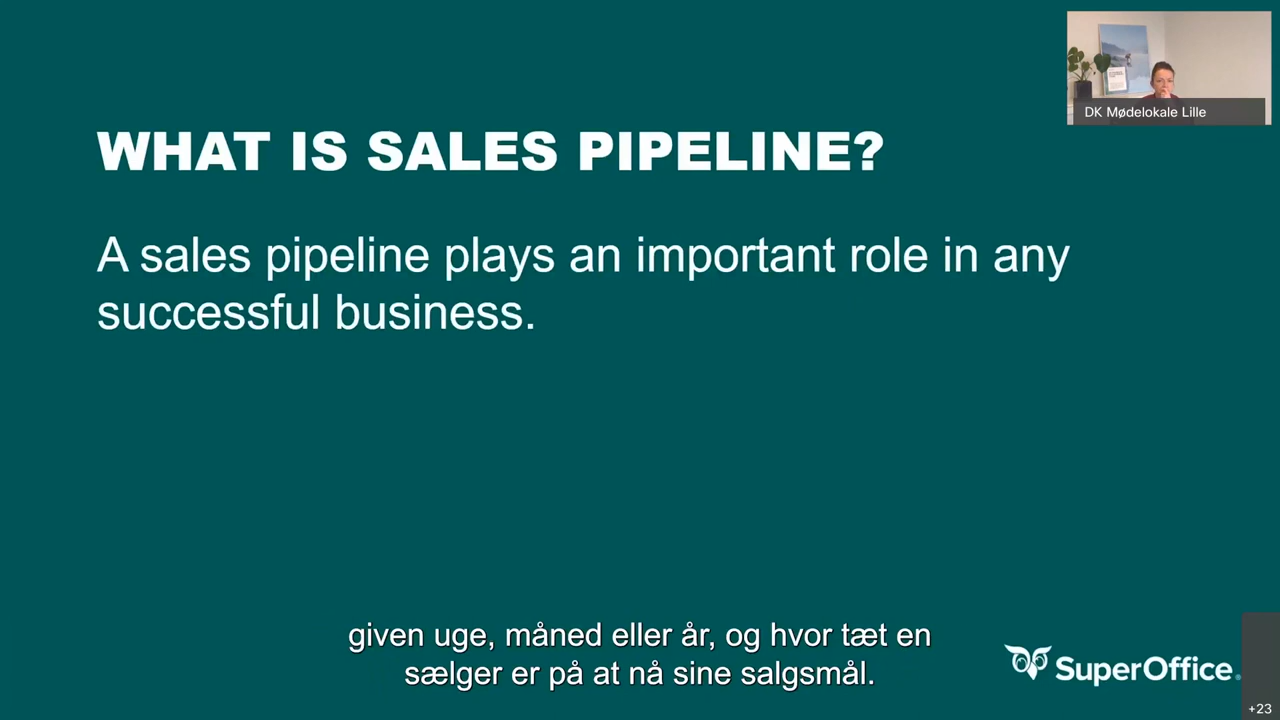 DK Mødelokale Lille
WHAT IS SALES PIPELINE?
A sales pipeline plays an important role in any
successful business.
given uge, måned eller år, og hvor tæt en
sælger er på at nå sine salgsmål.
SuperOffice®
+23